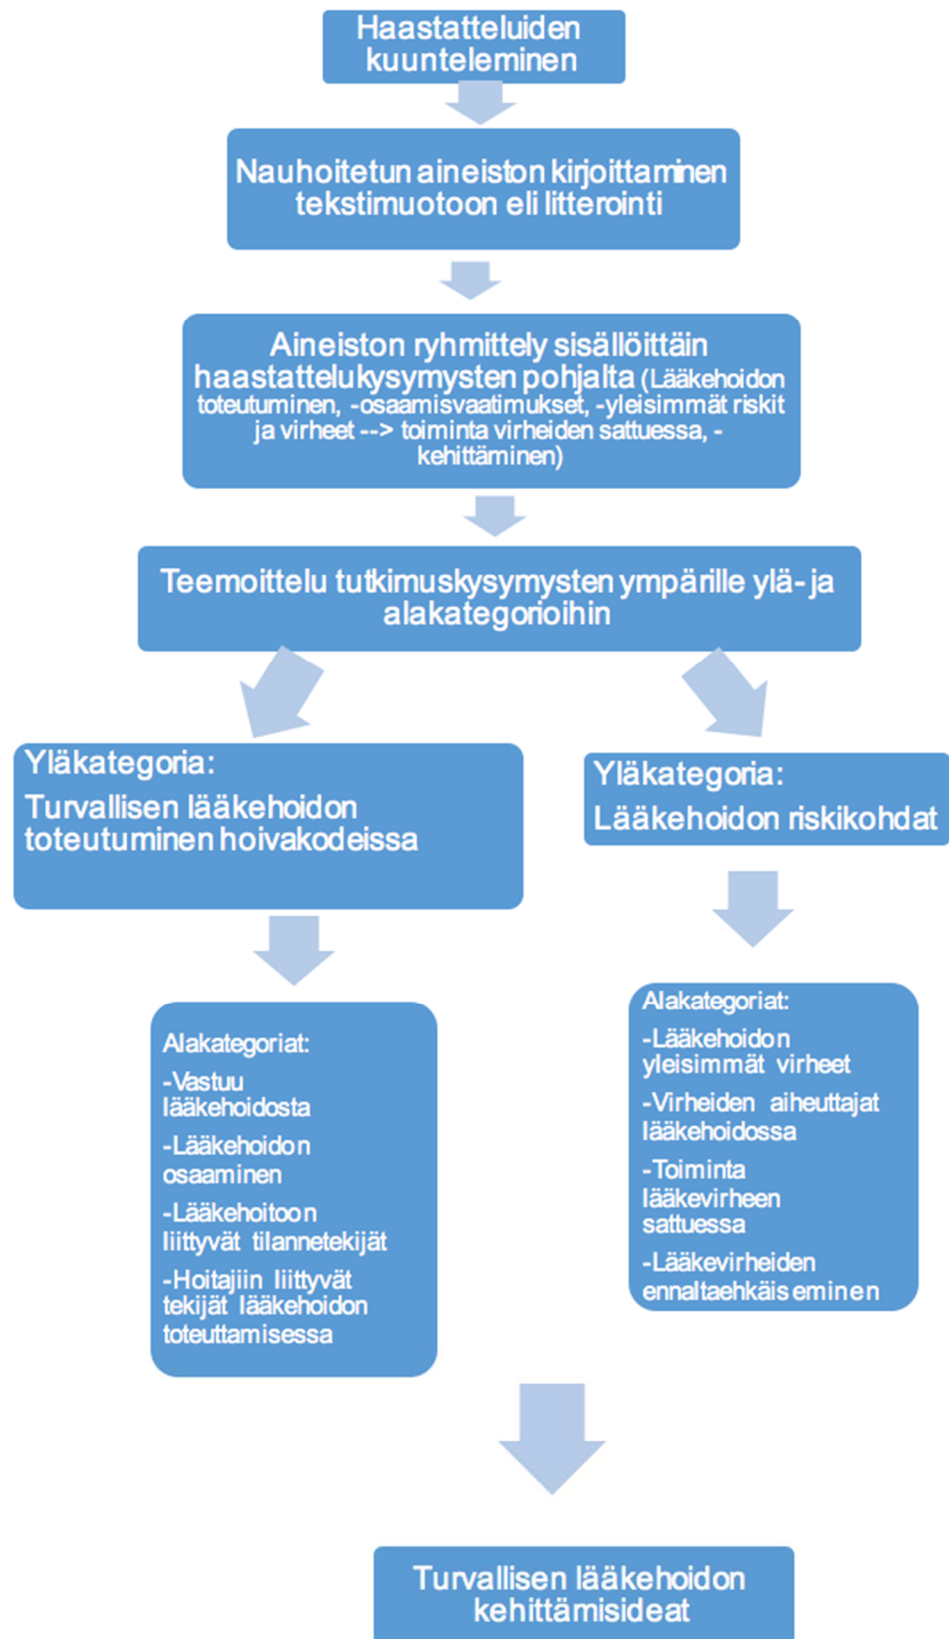 Haastatteluiden
kuunteleminen
Nauhoitetun aineiston kirjoittaminen
tekstimuotoon eli litterointi
Aineiston ryhmittely sisällöittäin
haastattelukysymysten pohjalta (Lääkehoidon
toteutuminen, -osaamisvaatimukset, -yleisimmät riskit
ja virheet --> toiminta virheiden sattuessa, -
kehittäminen)
Teemoittelu tutkimuskysymysten ympärille ylä- ja
alakategorioihin
Yläkategoria:
Turvallisen lääkehoidon
toteutuminen hoivakodeissa
Yläkategoria:
Lääkehoidon riskikohdat
Alakategoriat:
-Vastuu
lääkehoidosta
-Lääkehoidon
osaaminen
-Lääkehoitoon
liittyvät tilannetekijät
-Hoitajiin liittyvät
tekijät lääkehoidon
toteuttamisessa
Alakategoriat:
-Lääkehoidon
yleisimmät virheet
-Virheiden aiheuttajat
lääkehoidossa
-Toiminta
lääkevirheen
sattuessa
-Lääkevirheiden
ennaltaehkäiseminen
Turvallisen lääkehoidon
kehittämisideat